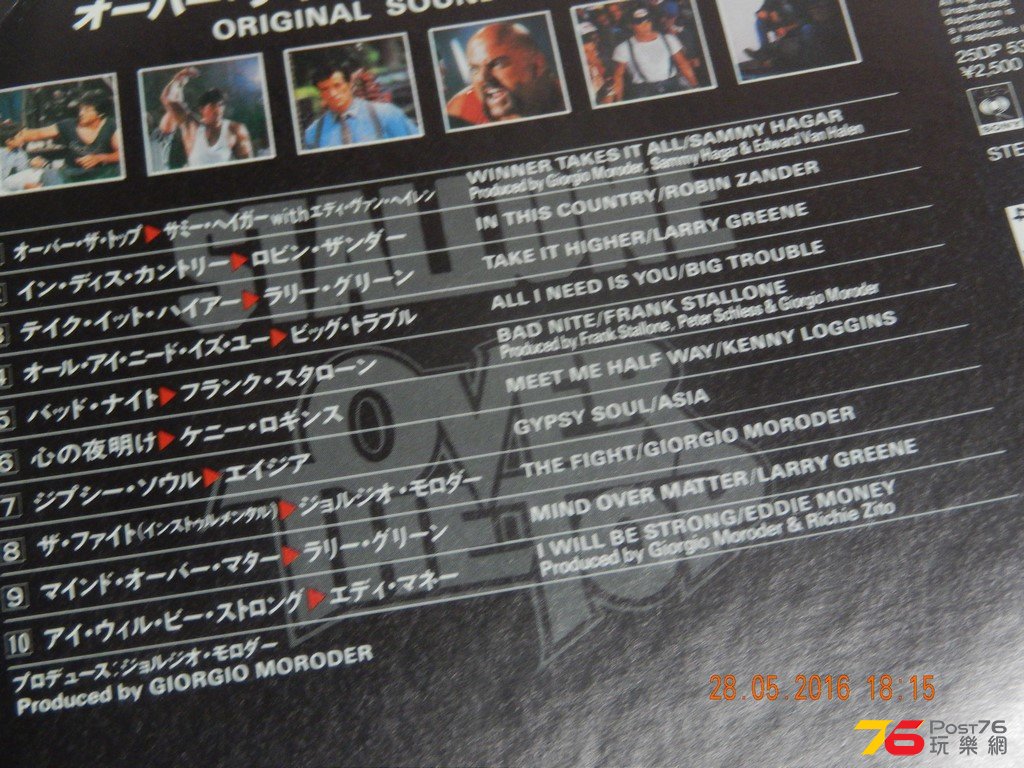 オーバー・ザ・
ORIGINAL SOUN
25DP 53
¥2,500
SONY
STE
WINNER TAKES IT ALL/SAMMY HAGAR
Produced by Giorgio Moroder, Sammy Hagar & Edward Van Halen
オーバー・ザ・トップ▶サミー・ヘイガー with エディ・ヴァン・ヘイレン
IN THIS COUNTRY/ROBIN ZANDER
イン・ディス・カントリー▶ロビン・ザンダー
TAKE IT HIGHER/LARRY GREENE
3 テイク・イット・ハイアー▶ラリー・グリーン
ALL I NEED IS YOU/BIG TROUBLE
4 オール・アイ・ニード・イズ・ユー▶ビッグ・トラブル
BAD NITE/FRANK STALLONE
Produced by Frank Stallone, Peter Schless & Giorgio Moroder
5 バッド・ナイト▶フランク・スタローン
MEET ME HALF WAY/KENNY LOGGINS
6 心の夜明け▶ケニー・ロギンス
GYPSY SOUL/ASIA
7 ジプシー・ソウル▶エイジア
THE FIGHT/GIORGIO MORODER
8 ザ・ファイト(インストゥルメンタル)▶ジョルジオ・モロダー
MIND OVER MATTER/LARRY GREENE
9 マインド・オーバー・マター▶ラリー・グリーン
I WILL BE STRONG/EDDIE MONEY
Produced by Giorgio Moroder & Richie Zito
10 アイ・ウィル・ビー・ストロング▶エディ・マネー
プロデュース:ジョルジオ・モロダー
Produced by GIORGIO MORODER
STALLONE
OVER
THE TOP
28.05.2016 18:15
76 POST76
玩樂網